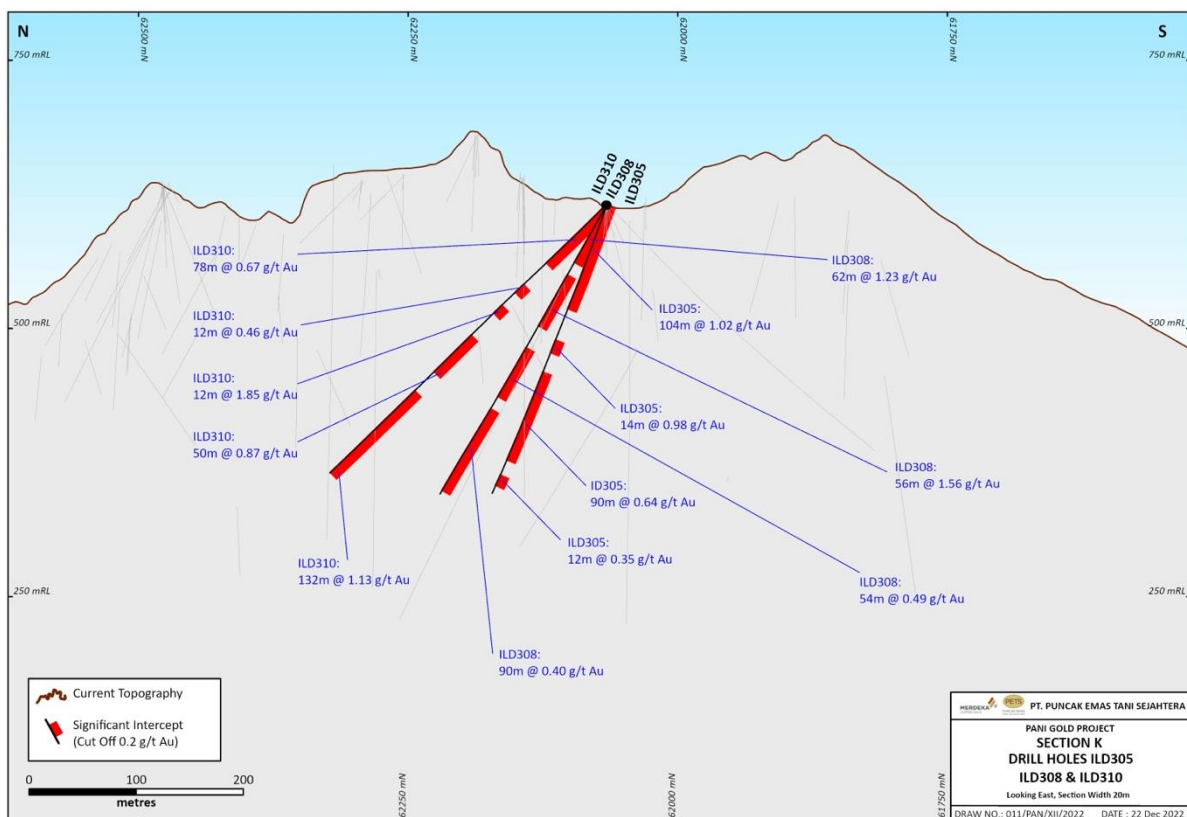 N
S
62500 mN
62250 mN
62000 mN
61750 mN
750 mRL
750 mRL
ILD310
ILD308
ILD305
ILD310:
78m @ 0.67 g/t Au
ILD308:
62m @ 1.23 g/t Au
ILD310:
12m @ 0.46 g/t Au
ILD305:
104m @ 1.02 g/t Au
500 mRL
500 mRL
ILD310:
12m @ 1.85 g/t Au
ILD305:
14m @ 0.98 g/t Au
ILD310:
50m @ 0.87 g/t Au
ILD308:
56m @ 1.56 g/t Au
ID305:
90m @ 0.64 g/t Au
ILD305:
12m @ 0.35 g/t Au
ILD310:
132m @ 1.13 g/t Au
ILD308:
54m @ 0.49 g/t Au
250 mRL
250 mRL
ILD308:
90m @ 0.40 g/t Au
Current Topography
Significant Intercept
(Cut Off 0.2 g/t Au)
0 100 200
metres
62250 mN
62000 mN
61750 mN
MERDEKA PETS PT. PUNCAK EMAS TANI SEJAHTERA
PANI GOLD PROJECT
SECTION K
DRILL HOLES ILD305
ILD308 & ILD310
Looking East, Section Width 20m
DRAW NO.: 011/PAN/XII/2022 DATE : 22 Dec 2022